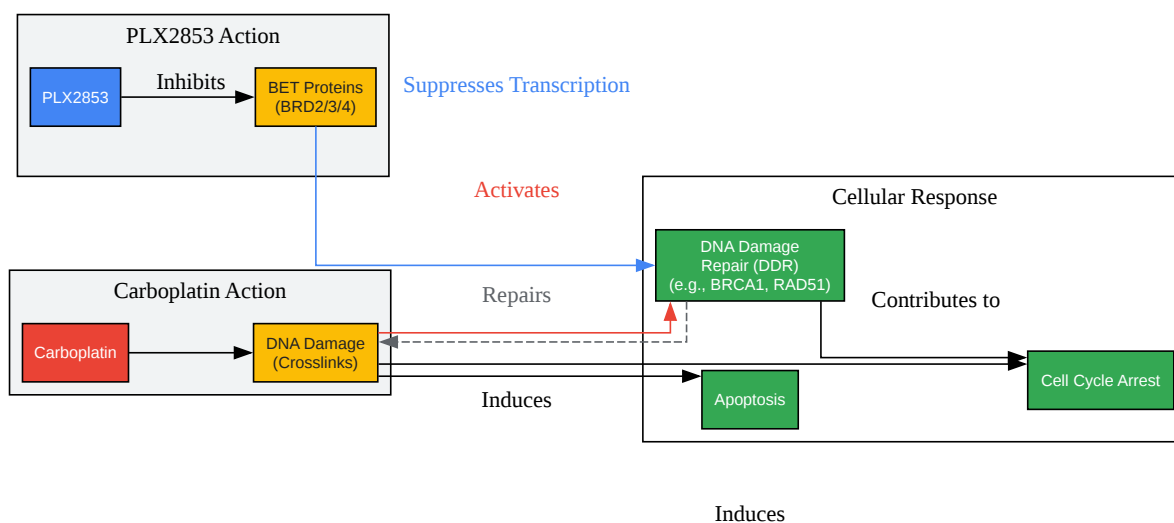 PLX2853 Action
PLX2853
Inhibits
BET Proteins
(BRD2/3/4)
Suppresses Transcription
Activates
Cellular Response
DNA Damage
Repair (DDR)
(e.g., BRCA1, RAD51)
Carboplatin Action
Repairs
Contributes to
Carboplatin
DNA Damage
(Crosslinks)
Cell Cycle Arrest
Induces
Apoptosis
Induces